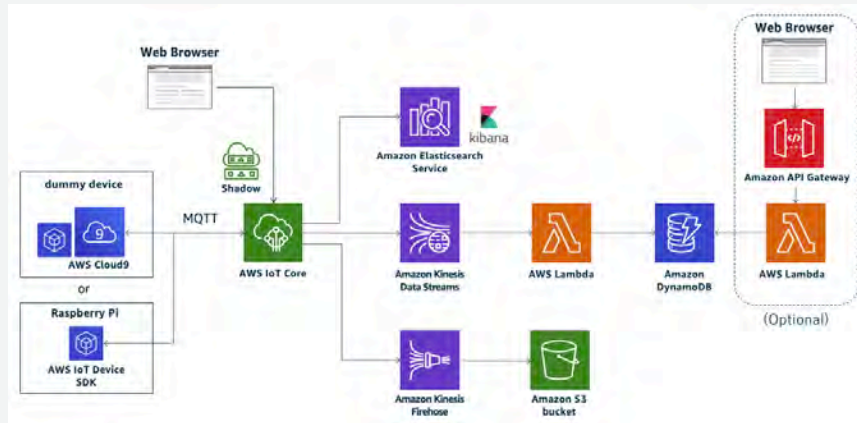 Web Browser
Web Browser
kibana
Amazon Elasticsearch
Service
Amazon API Gateway
Shadow
dummy device
MQTT
9
AWS Cloud9
AWS IoT Core
Amazon Kinesis
Data Streams
AWS Lambda
Amazon
DynamoDB
AWS Lambda
or
Raspberry Pi
(Optional)
AWS IoT Device
SDK
Amazon Kinesis
Firehose
Amazon S3
bucket